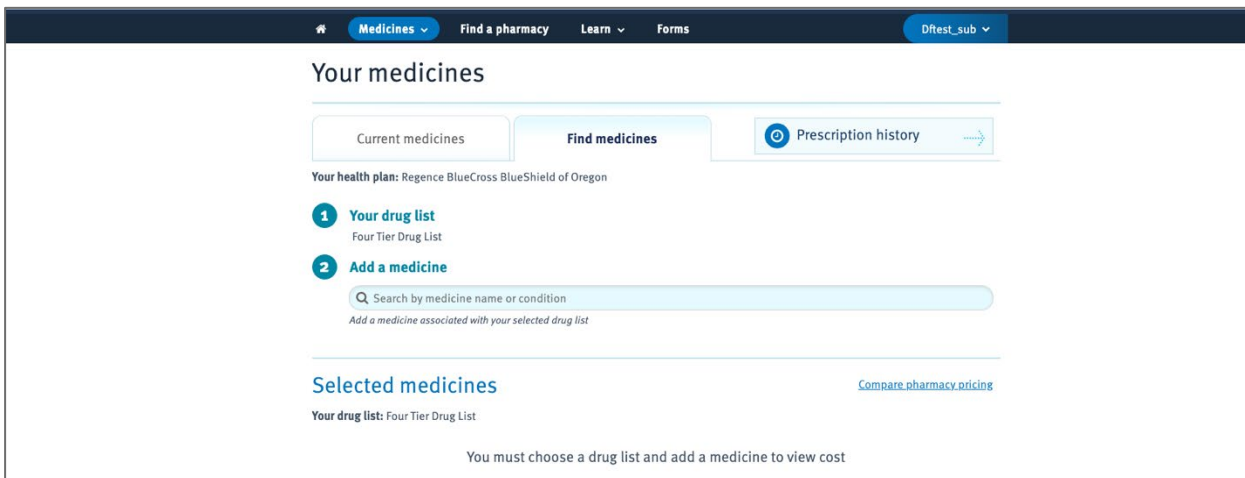 Medicines Find a pharmacy Learn Forms Dftest_sub
Your medicines
Current medicines Find medicines Prescription history
Your health plan: Regence BlueCross BlueShield of Oregon
1 Your drug list
Four Tier Drug List
2 Add a medicine
Search by medicine name or condition
Add a medicine associated with your selected drug list
Selected medicines Compare pharmacy pricing
Your drug list: Four Tier Drug List
You must choose a drug list and add a medicine to view cost